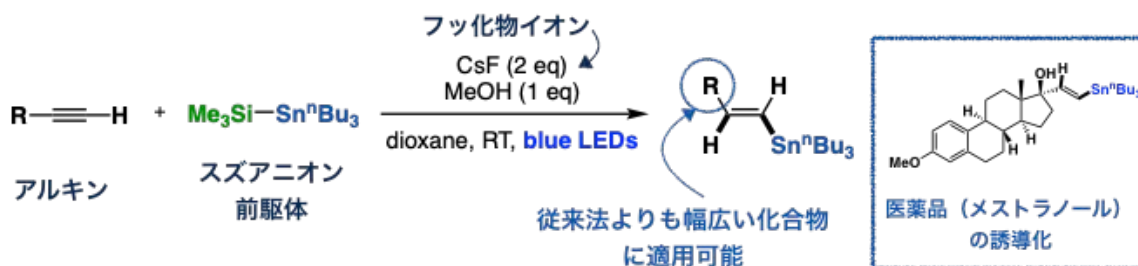 フッ化物イオン
CsF (2 eq)
MeOH (1 eq)
R H + Me₃Si–SnⁿBu₃
dioxane, RT, blue LEDs
アルキン
スズアニオン
前駆体
R H
H SnⁿBu₃
従来法よりも幅広い化合物
に適用可能
OH H SnⁿBu₃
H H H
MeO
医薬品(メストラノール)
の誘導化